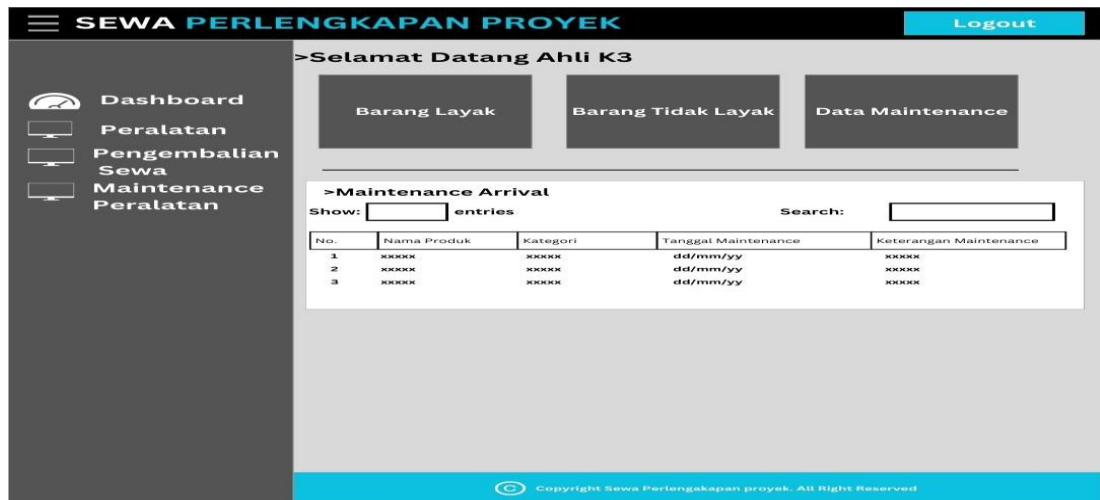 SEWA PERLENGKAPAN PROYEK
Logout
Dashboard
Peralatan
Pengembalian
Sewa
Maintenance
Peralatan
>Selamat Datang Ahli K3
Barang Layak
Barang Tidak Layak
Data Maintenance
>Maintenance Arrival
Show: entries Search:
No. Nama Produk Kategori Tanggal Maintenance Keterangan Maintenance
1 xxxxx xxxxx dd/mm/yy xxxxx
2 xxxxx xxxxx dd/mm/yy xxxxx
3 xxxxx xxxxx dd/mm/yy xxxxx
© Copyright Sewa Perlengakapan proyek. All Right Reserved